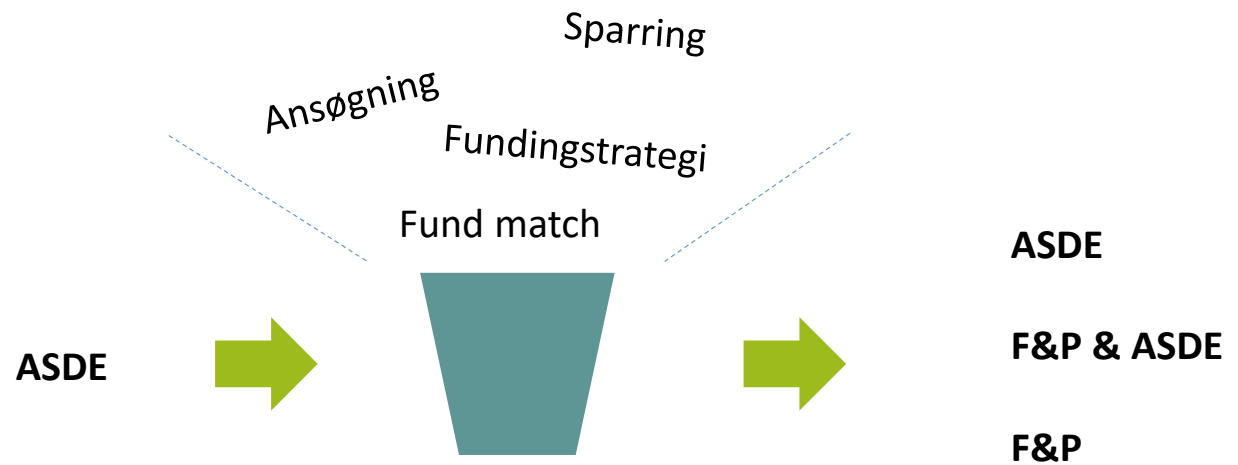 Sparring
Ansøgning
Fundingstrategi
Fund match
ASDE
ASDE
F&P & ASDE
F&P